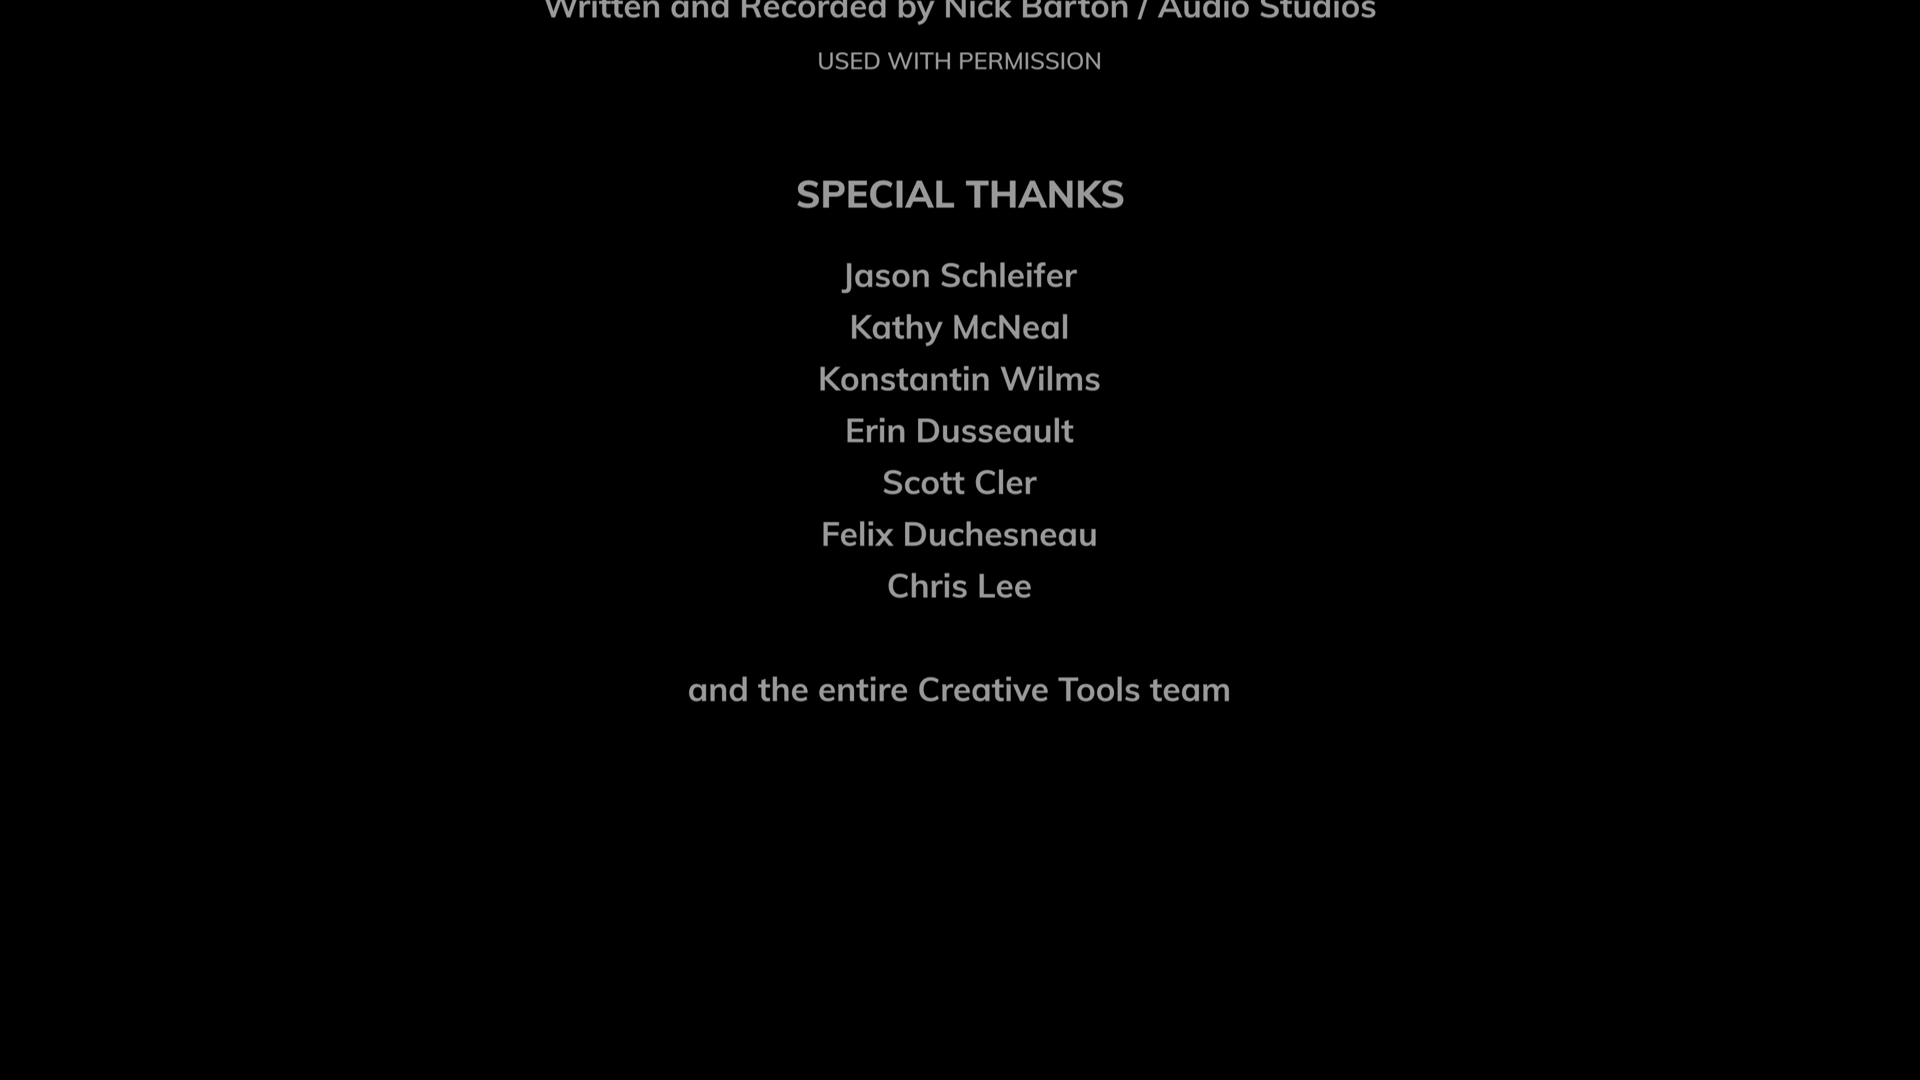 Written and Recorded by Nick Barton / Audio Studios
USED WITH PERMISSION
SPECIAL THANKS
Jason Schleifer
Kathy McNeal
Konstantin Wilms
Erin Dusseault
Scott Cler
Felix Duchesneau
Chris Lee
and the entire Creative Tools team